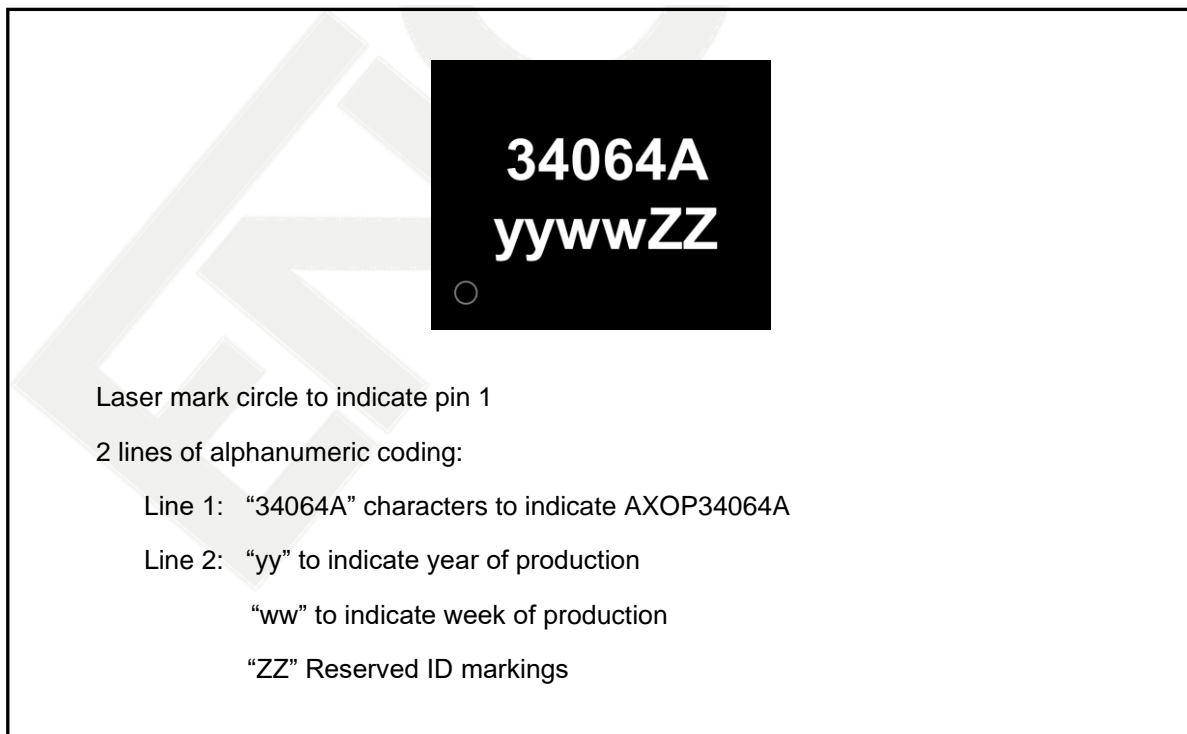 34064A
yywwZZ
Laser mark circle to indicate pin 1
2 lines of alphanumeric coding:
Line 1: “34064A” characters to indicate AXOP34064A
Line 2: “yy” to indicate year of production
“ww” to indicate week of production
“ZZ” Reserved ID markings